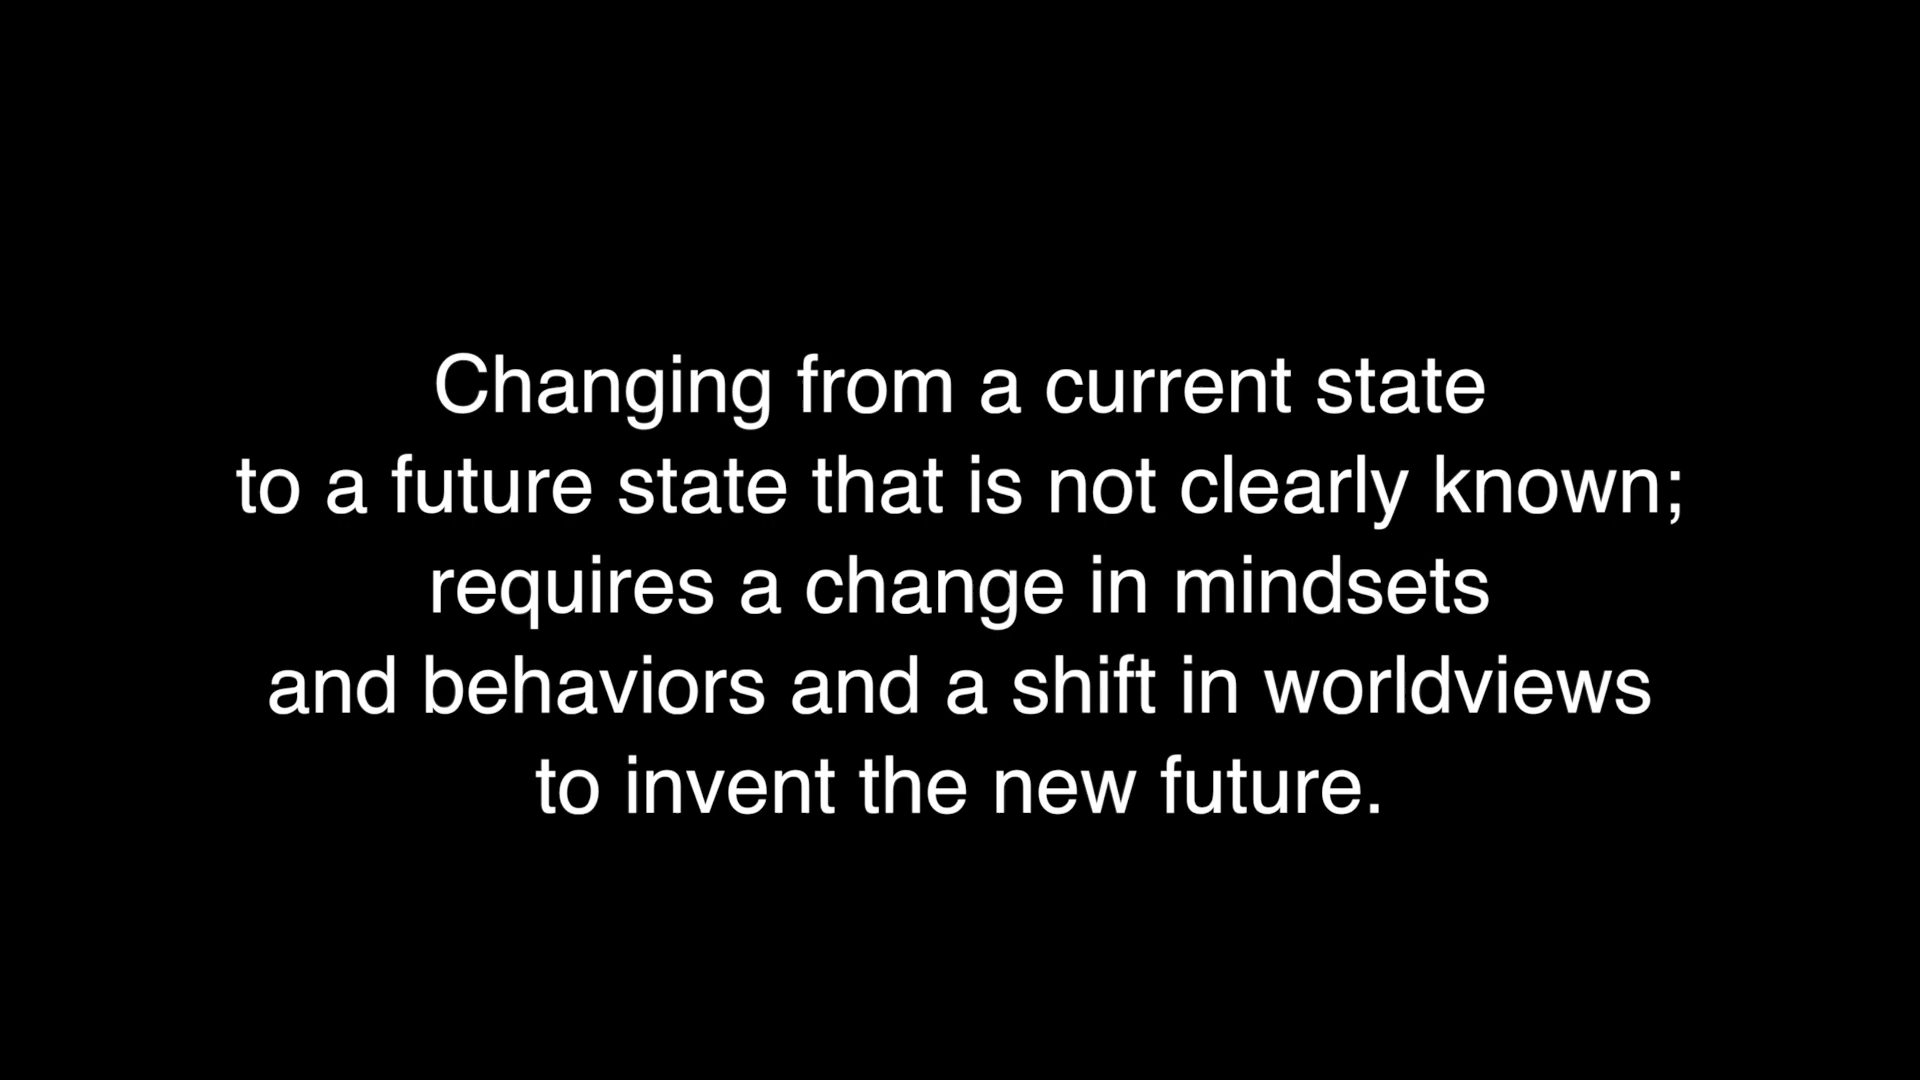 Changing from a current state
to a future state that is not clearly known;
requires a change in mindsets
and behaviors and a shift in worldviews
to invent the new future.